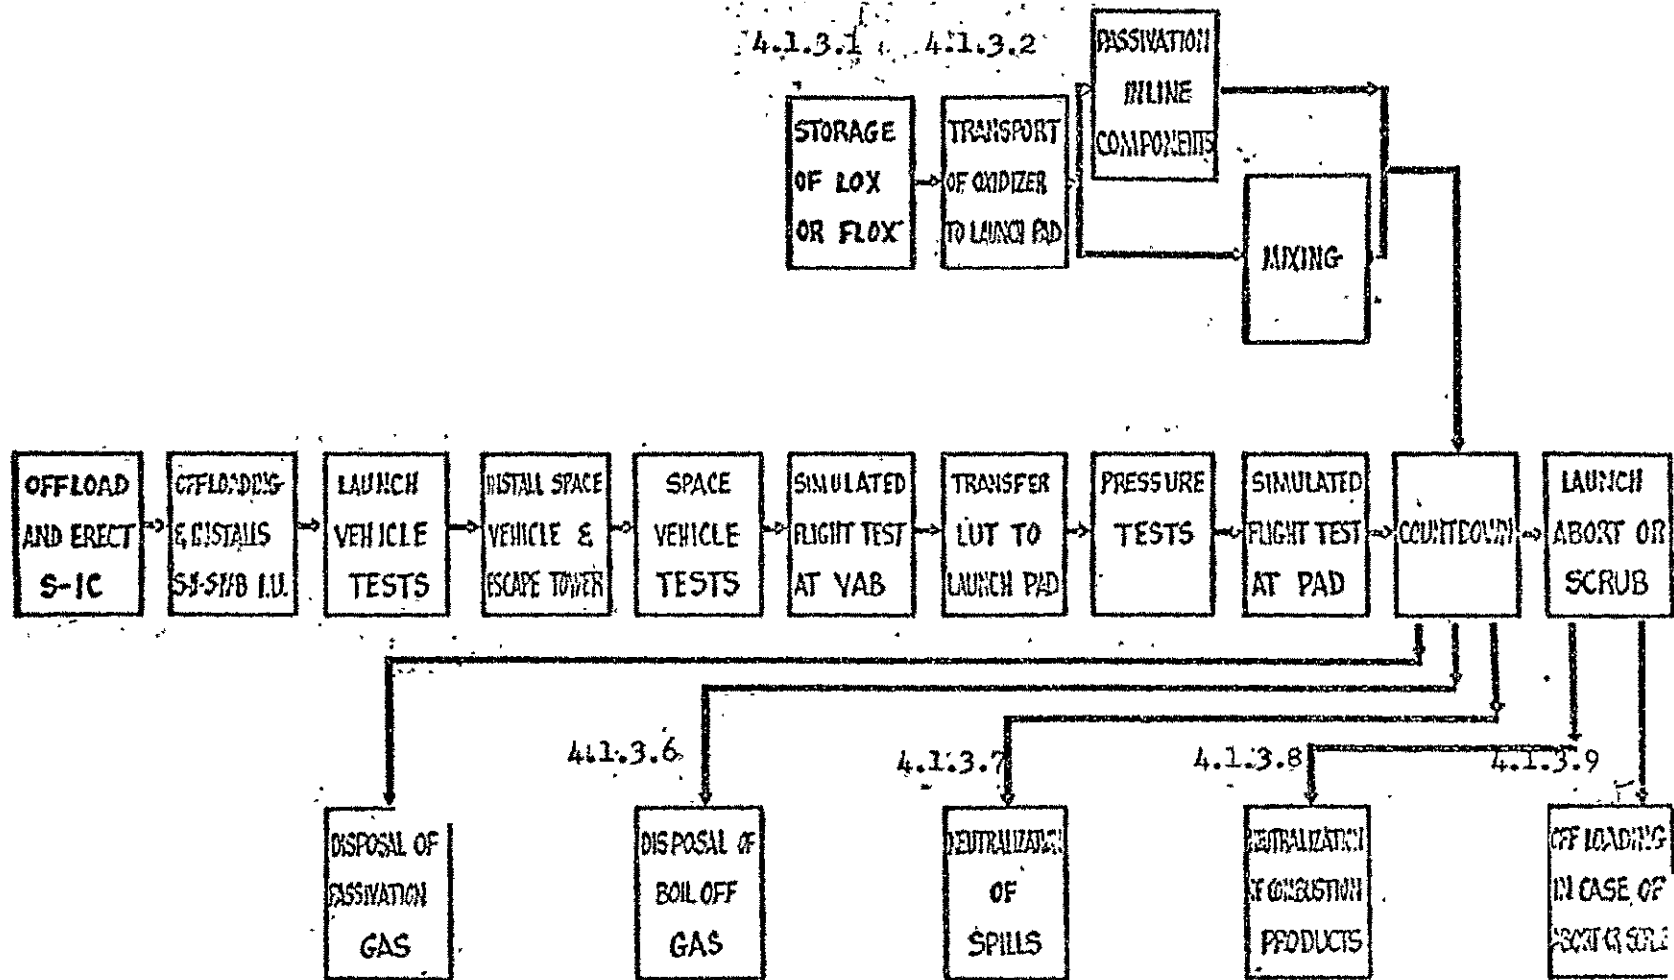 4.1.3.1
4.1.3.2
PASSIVATION
INLINE
COMPONENTS
STORAGE
OF LOX
OR FLOX
TRANSPORT
OF OXIDIZER
TO LAUNCH PAD
MIXING
OFFLOAD
AND ERECT
S-IC
OFFLOADING
&
I.U.
LAUNCH
VEHICLE
TESTS
INSTALL SPACE
VEHICLE &
ESCAPE TOWER
SPACE
VEHICLE
TESTS
SIMULATED
FLIGHT TEST
AT VAB
TRANSFER
LUT TO
LAUNCH PAD
PRESSURE
TESTS
SIMULATED
FLIGHT TEST
AT PAD
COUNTDOWN
LAUNCH
ABORT OR
SCRUB
4.1.3.6
4.1.3.7
4.1.3.8
4.1.3.9
DISPOSAL OF
PASSIVATION
GAS
DISPOSAL OF
BOIL OFF
GAS
NEUTRALIZATION
OF
SPILLS
NEUTRALIZATION
OF COMBUSTION
PRODUCTS
OFF LOADING
IN CASE OF
ABORT OR